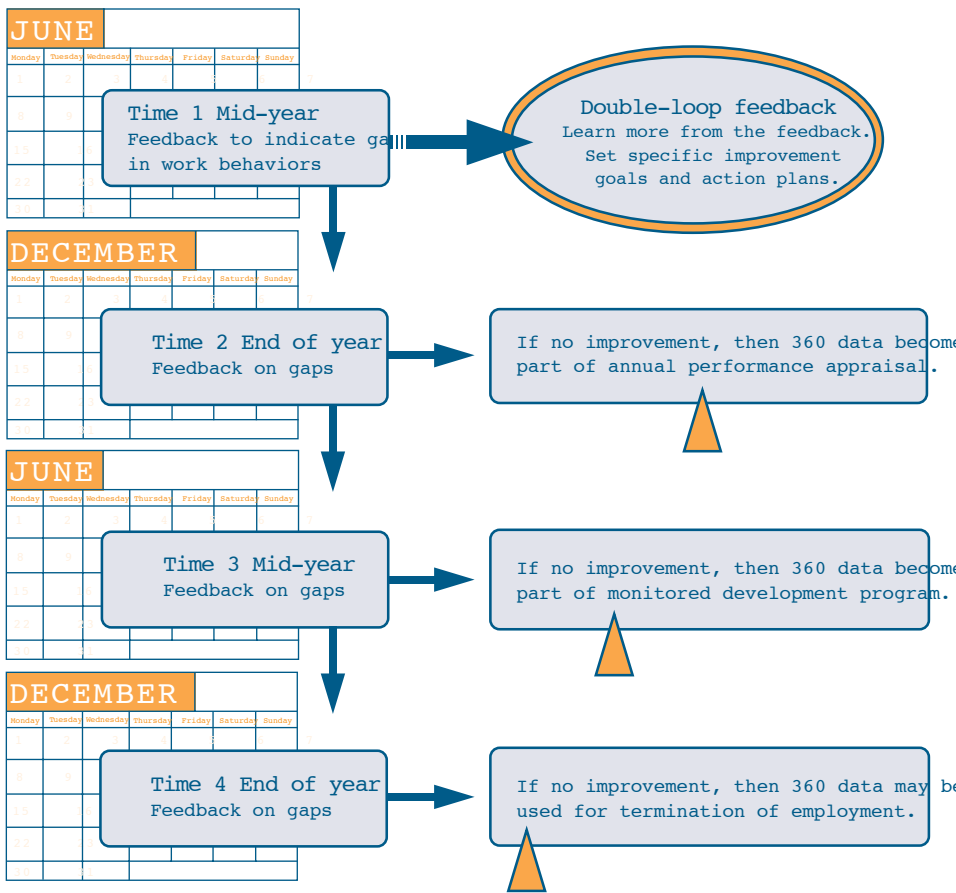 JUNE
Monday Tuesday Wednesday Thursday Friday Saturday Sunday
Time 1 Mid-year
Feedback to indicate ga
in work behaviors
Double-loop feedback
Learn more from the feedback.
Set specific improvement
goals and action plans.
DECEMBER
Monday Tuesday Wednesday Thursday Friday Saturday Sunday
Time 2 End of year
Feedback on gaps
If no improvement, then 360 data become
part of annual performance appraisal.
JUNE
Monday Tuesday Wednesday Thursday Friday Saturday Sunday
Time 3 Mid-year
Feedback on gaps
If no improvement, then 360 data become
part of monitored development program.
DECEMBER
Monday Tuesday Wednesday Thursday Friday Saturday Sunday
Time 4 End of year
Feedback on gaps
If no improvement, then 360 data may be
used for termination of employment.